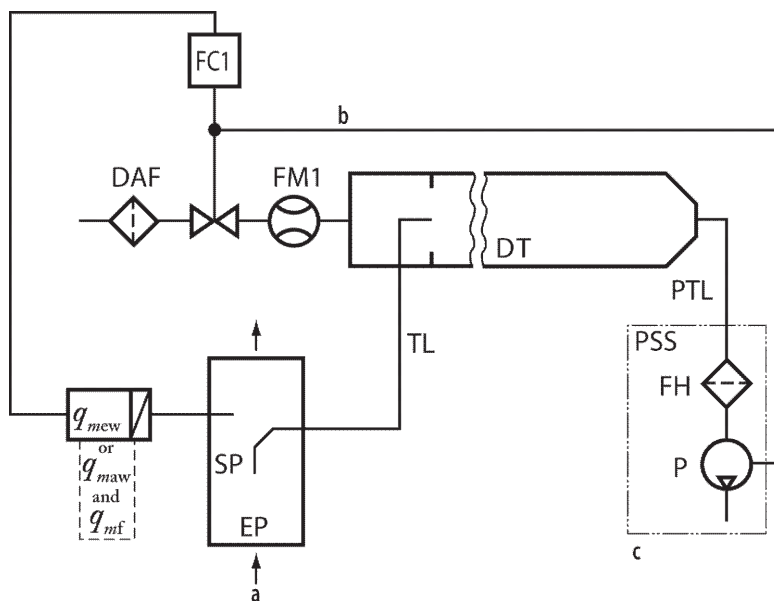 FC1
b
DAF
FM1
DT
PTL
TL
PSS
FH
qmew
or
qmaw
and
qmf
SP
P
EP
c
a